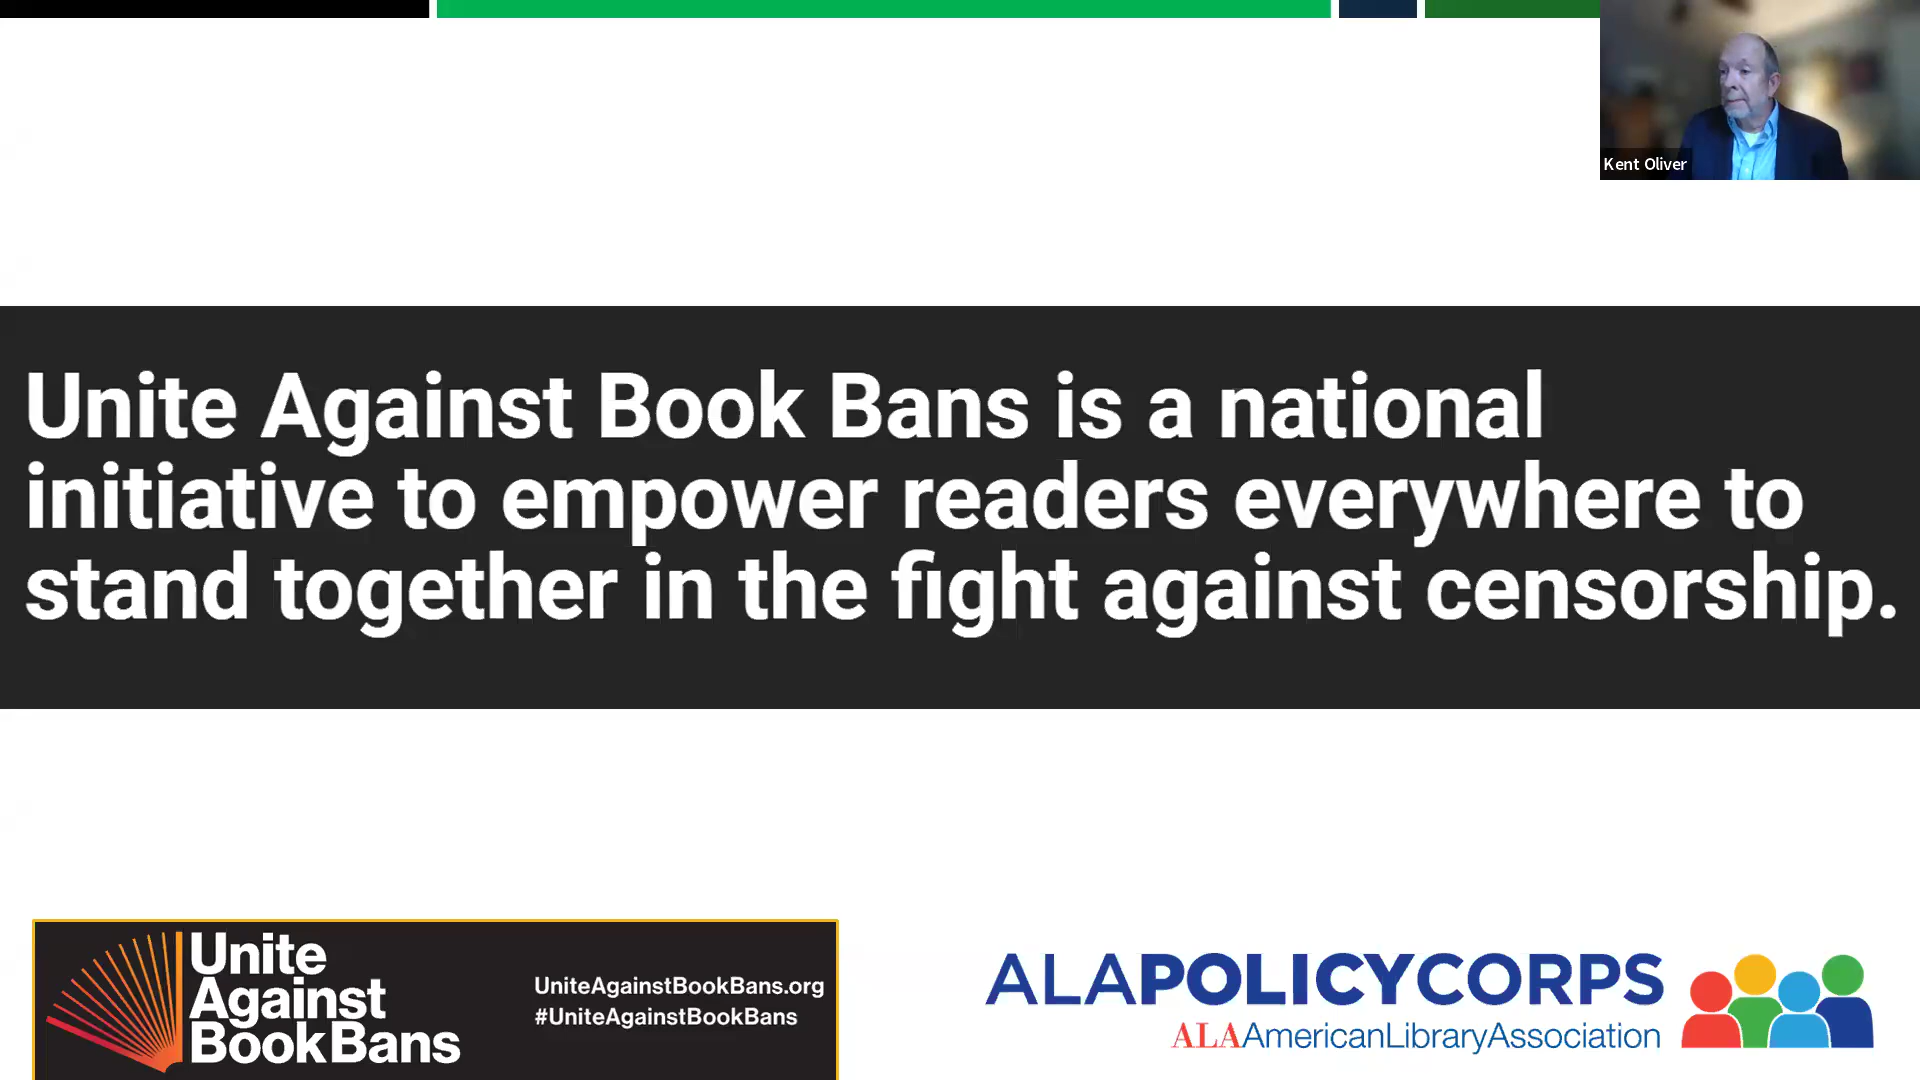 Kent Oliver
Unite Against Book Bans is a national
initiative to empower readers everywhere to
stand together in the fight against censorship.
Unite
Against
Book Bans
UniteAgainstBookBans.org
#UniteAgainstBookBans
ALAPOLICYCORPS
ALAAmericanLibraryAssociation